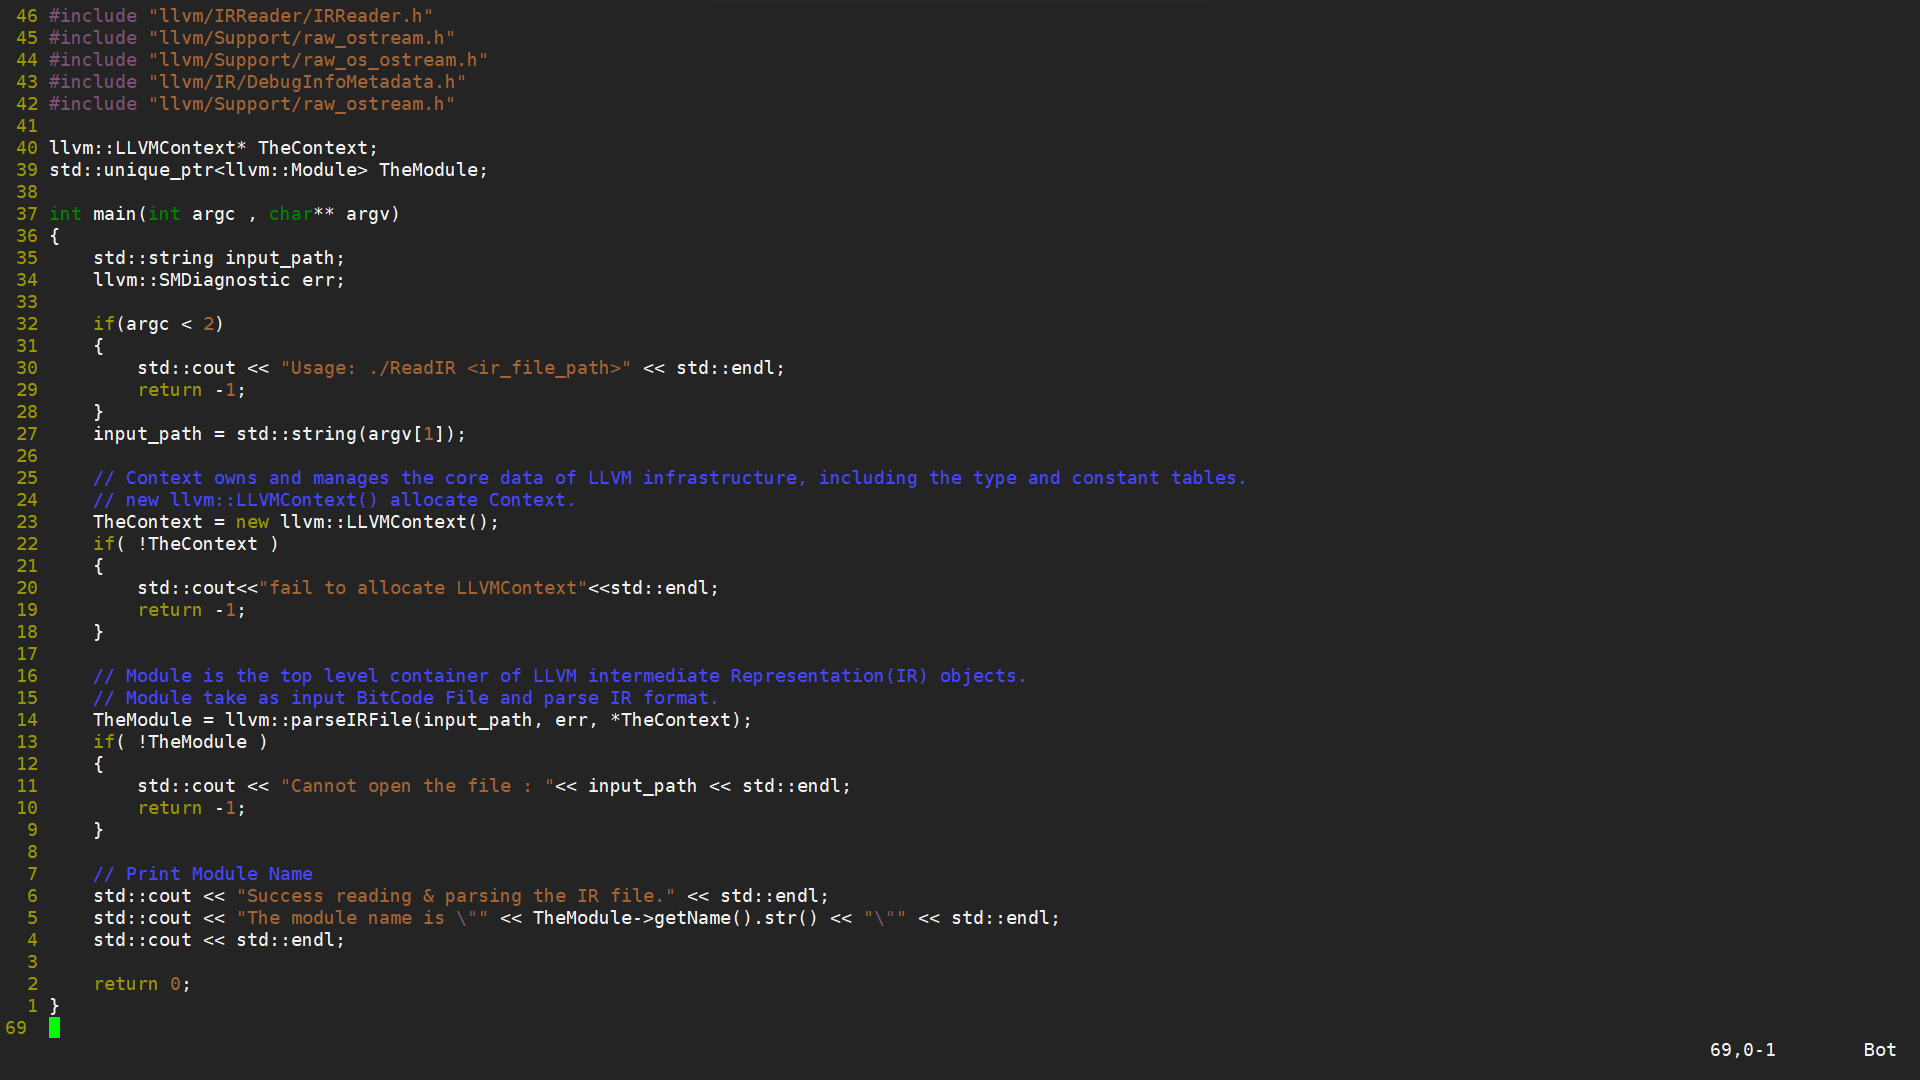 46 #include "llvm/IRReader/IRReader.h"
45 #include "llvm/Support/raw_ostream.h"
44 #include "llvm/Support/raw_os_ostream.h"
43 #include "llvm/IR/DebugInfoMetadata.h"
42 #include "llvm/Support/raw_ostream.h"
41
40 llvm::LLVMContext* TheContext;
39 std::unique_ptr<llvm::Module> TheModule;
38
37 int main(int argc , char** argv)
36 {
35     std::string input_path;
34     llvm::SMDiagnostic err;
33
32     if(argc < 2)
31     {
30         std::cout << "Usage: ./ReadIR <ir_file_path>" << std::endl;
29         return -1;
28     }
27     input_path = std::string(argv[1]);
26
25     // Context owns and manages the core data of LLVM infrastructure, including the type and constant tables.
24     // new llvm::LLVMContext() allocate Context.
23     TheContext = new llvm::LLVMContext();
22     if( !TheContext )
21     {
20         std::cout<<"fail to allocate LLVMContext"<<std::endl;
19         return -1;
18     }
17
16     // Module is the top level container of LLVM intermediate Representation(IR) objects.
15     // Module take as input BitCode File and parse IR format.
14     TheModule = llvm::parseIRFile(input_path, err, *TheContext);
13     if( !TheModule )
12     {
11         std::cout << "Cannot open the file : "<< input_path << std::endl;
10         return -1;
9     }
8
7     // Print Module Name
6     std::cout << "Success reading & parsing the IR file." << std::endl;
5     std::cout << "The module name is \"" << TheModule->getName().str() << "\"" << std::endl;
4     std::cout << std::endl;
3
2     return 0;
1 }
69
69,0-1 Bot